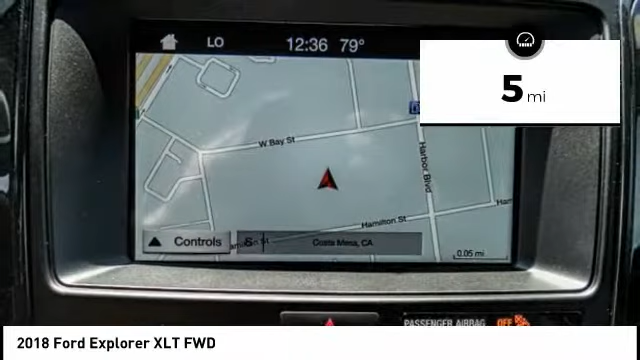 LO 12:36 79°
5 mi
W.Bay St
Harbor Blvd
Hamilton St
Controls
Costa Mesa, CA
0.05 mi
PASSENGER AIRBAG OFF
2018 Ford Explorer XLT FWD